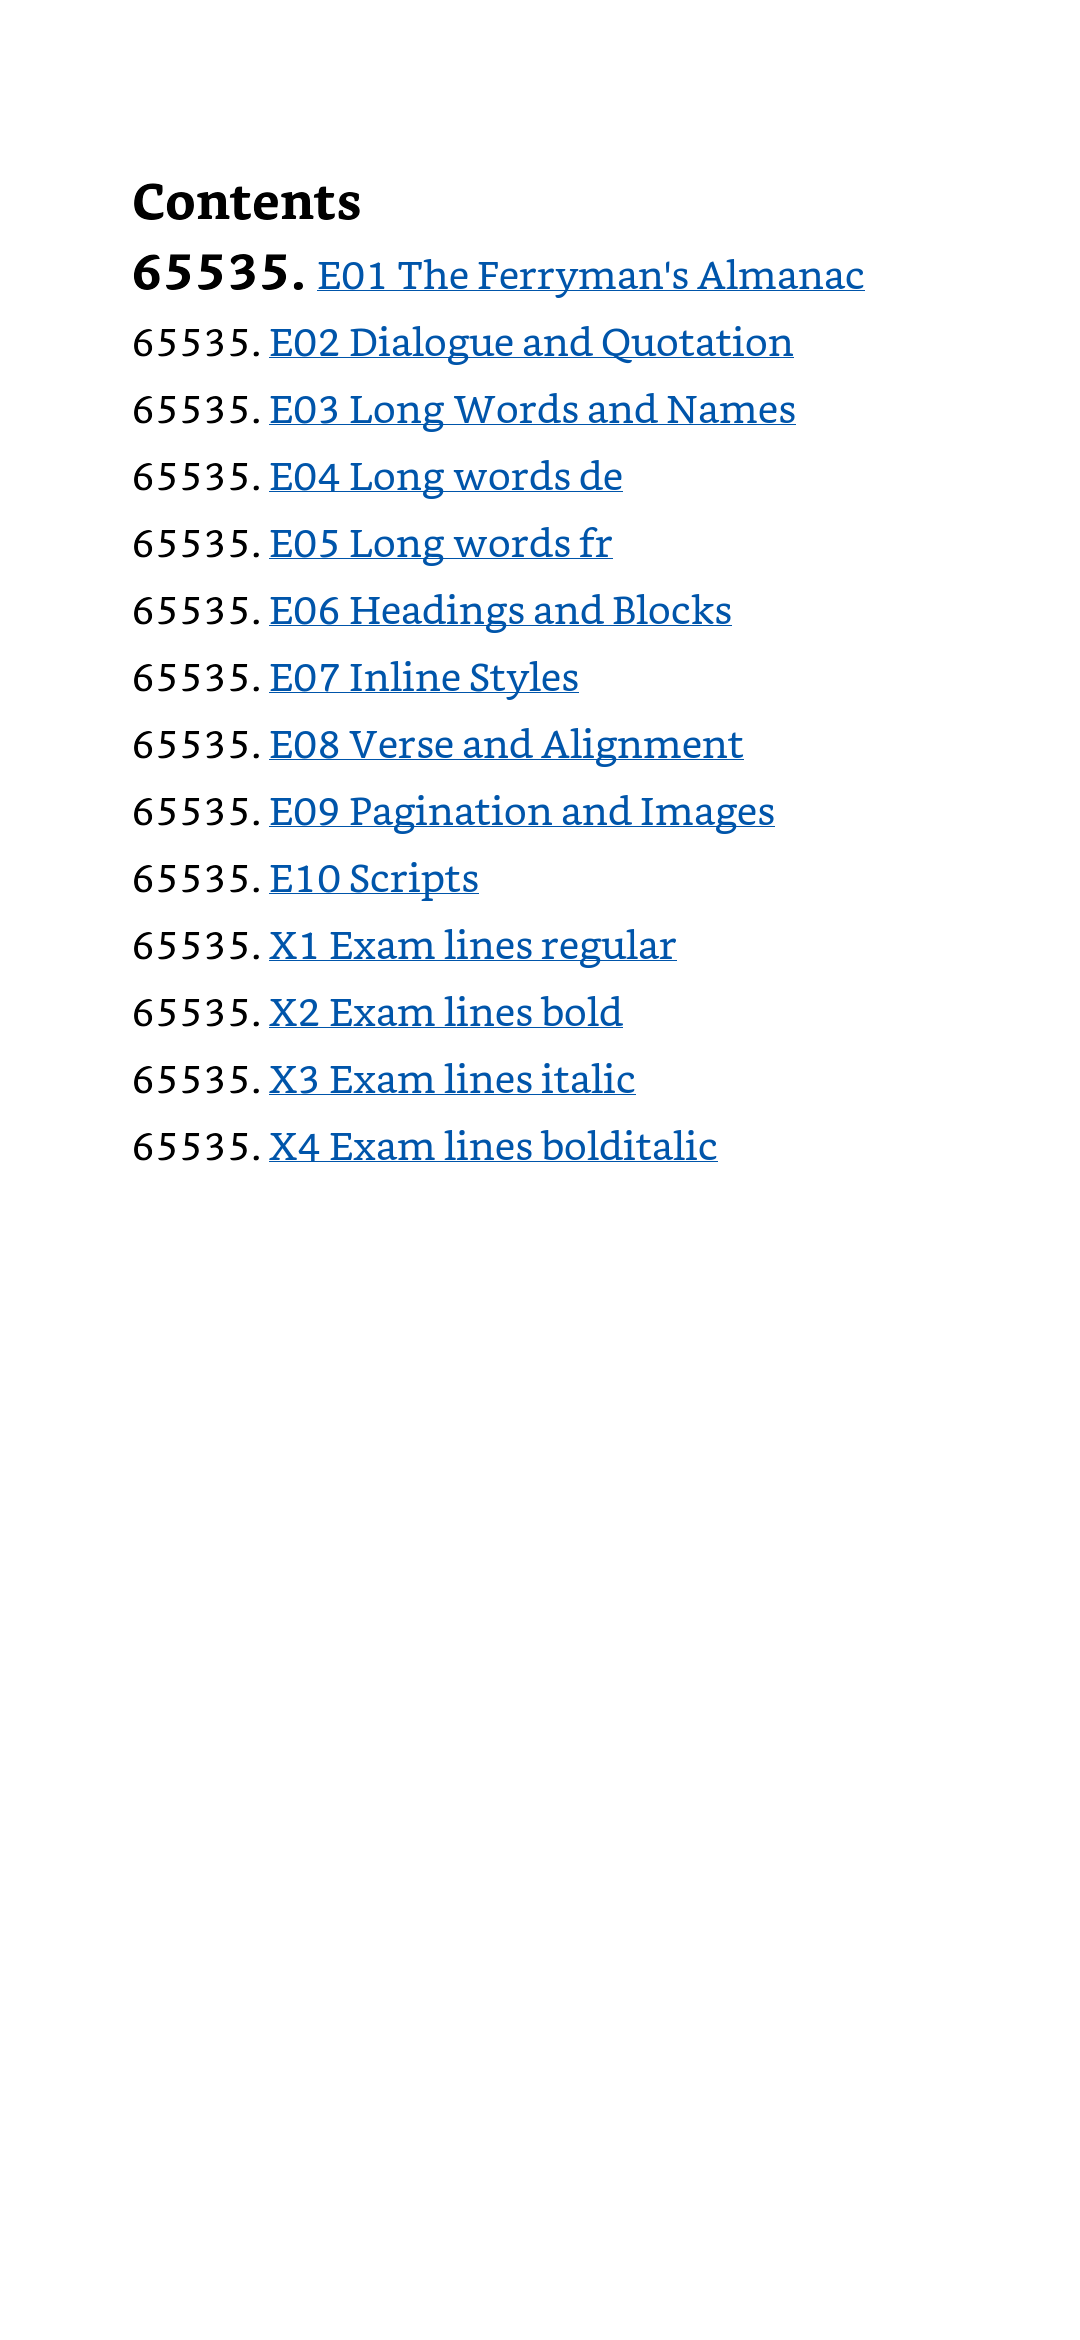 Contents
65535. E01 The Ferryman's Almanac
65535. E02 Dialogue and Quotation
65535. E03 Long Words and Names
65535. E04 Long words de
65535. E05 Long words fr
65535. E06 Headings and Blocks
65535. E07 Inline Styles
65535. E08 Verse and Alignment
65535. E09 Pagination and Images
65535. E10 Scripts
65535. X1 Exam lines regular
65535. X2 Exam lines bold
65535. X3 Exam lines italic
65535. X4 Exam lines bolditalic